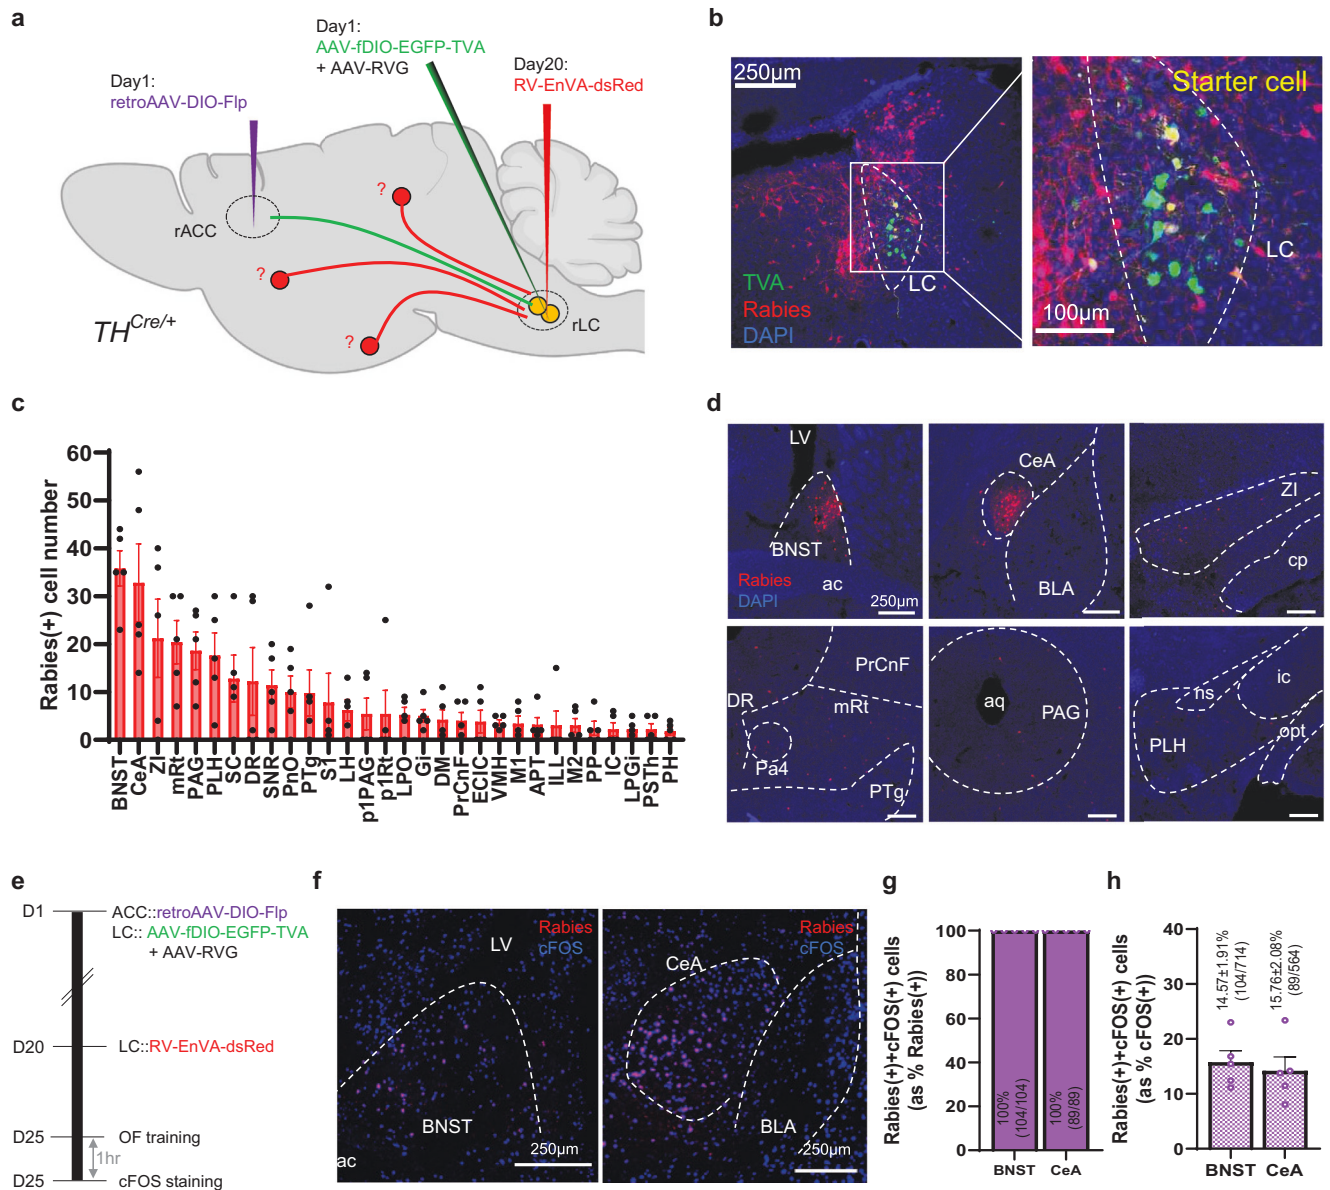 a
Day1:
retroAAV-DIO-Flp
Day1:
AAV-fDIO-EGFP-TVA
+ AAV-RVG
Day20:
RV-EnVA-dsRed
rACC
?
?
?
rLC
TH^Cre/+
b
250µm
TVA
Rabies
DAPI
LC
Starter cell
LC
100µm
c
Rabies(+) cell number
60
50
40
30
20
10
0
BNST
CeA
ZI
mRt
PAG
PLH
SC
DR
SNR
PnO
PTg
S1
LH
p1PAG
p1Rt
LPO
Gi
DM
PrCnF
ECIC
VMH
M1
APT
ILL
M2
PP
IC
LPGi
PSTh
PH
d
LV
BNST
ac
Rabies
DAPI
250µm
CeA
BLA
ZI
cp
DR
PrCnF
mRt
Pa4
PTg
aq
PAG
ns
ic
PLH
opt
e
D1
ACC::retroAAV-DIO-Flp
LC:: AAV-fDIO-EGFP-TVA
+ AAV-RVG
D20
LC::RV-EnVA-dsRed
D25
OF training
1hr
D25
cFOS staining
f
Rabies
cFOS
LV
BNST
ac
250µm
Rabies
cFOS
CeA
BLA
250µm
g
Rabies(+)+cFOS(+) cells
(as % Rabies(+))
100
80
60
40
20
0
100%
(104/104)
100%
(89/89)
BNST
CeA
h
Rabies(+)+cFOS(+) cells
(as % cFOS(+))
40
30
20
10
0
14.57±1.91%
(104/714)
15.76±2.08%
(89/564)
BNST
CeA